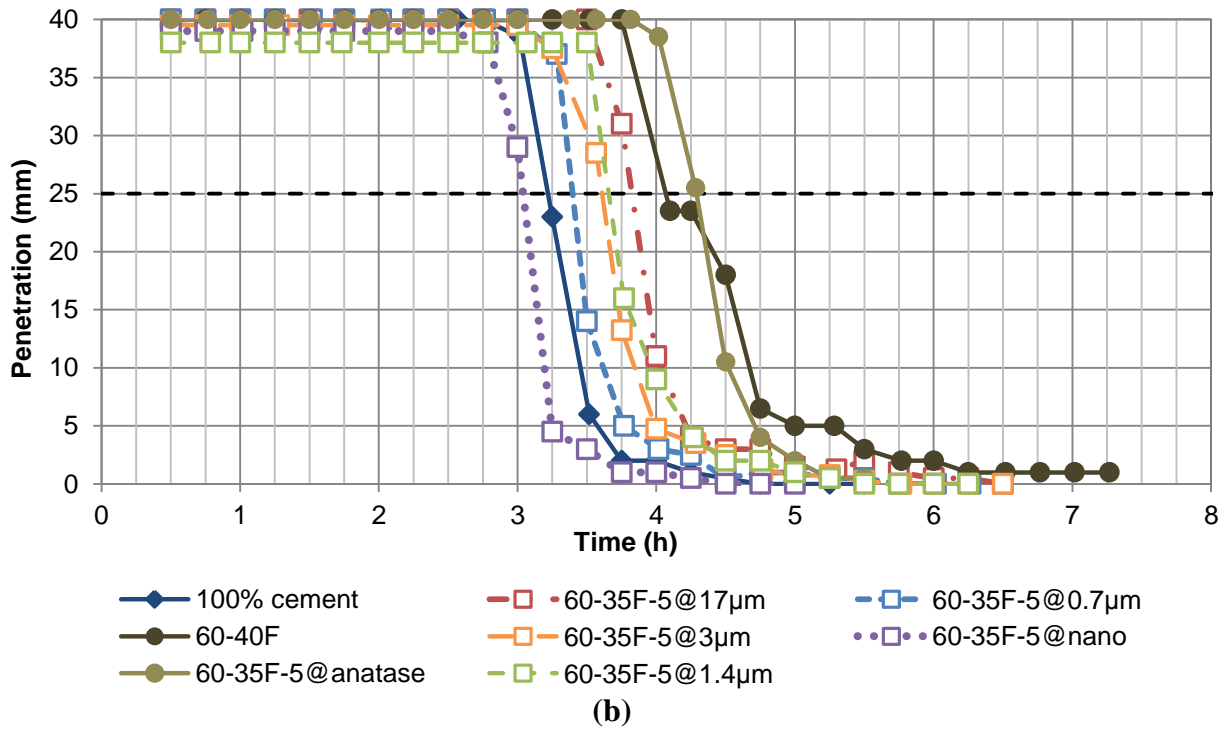 40
35
30
25
20
15
10
5
0
Penetration (mm)
0 1 2 3 4 5 6 7 8
Time (h)
100% cement 60-35F-5@17µm 60-35F-5@0.7µm
60-40F 60-35F-5@3µm 60-35F-5@nano
60-35F-5@anatase 60-35F-5@1.4µm
(b)